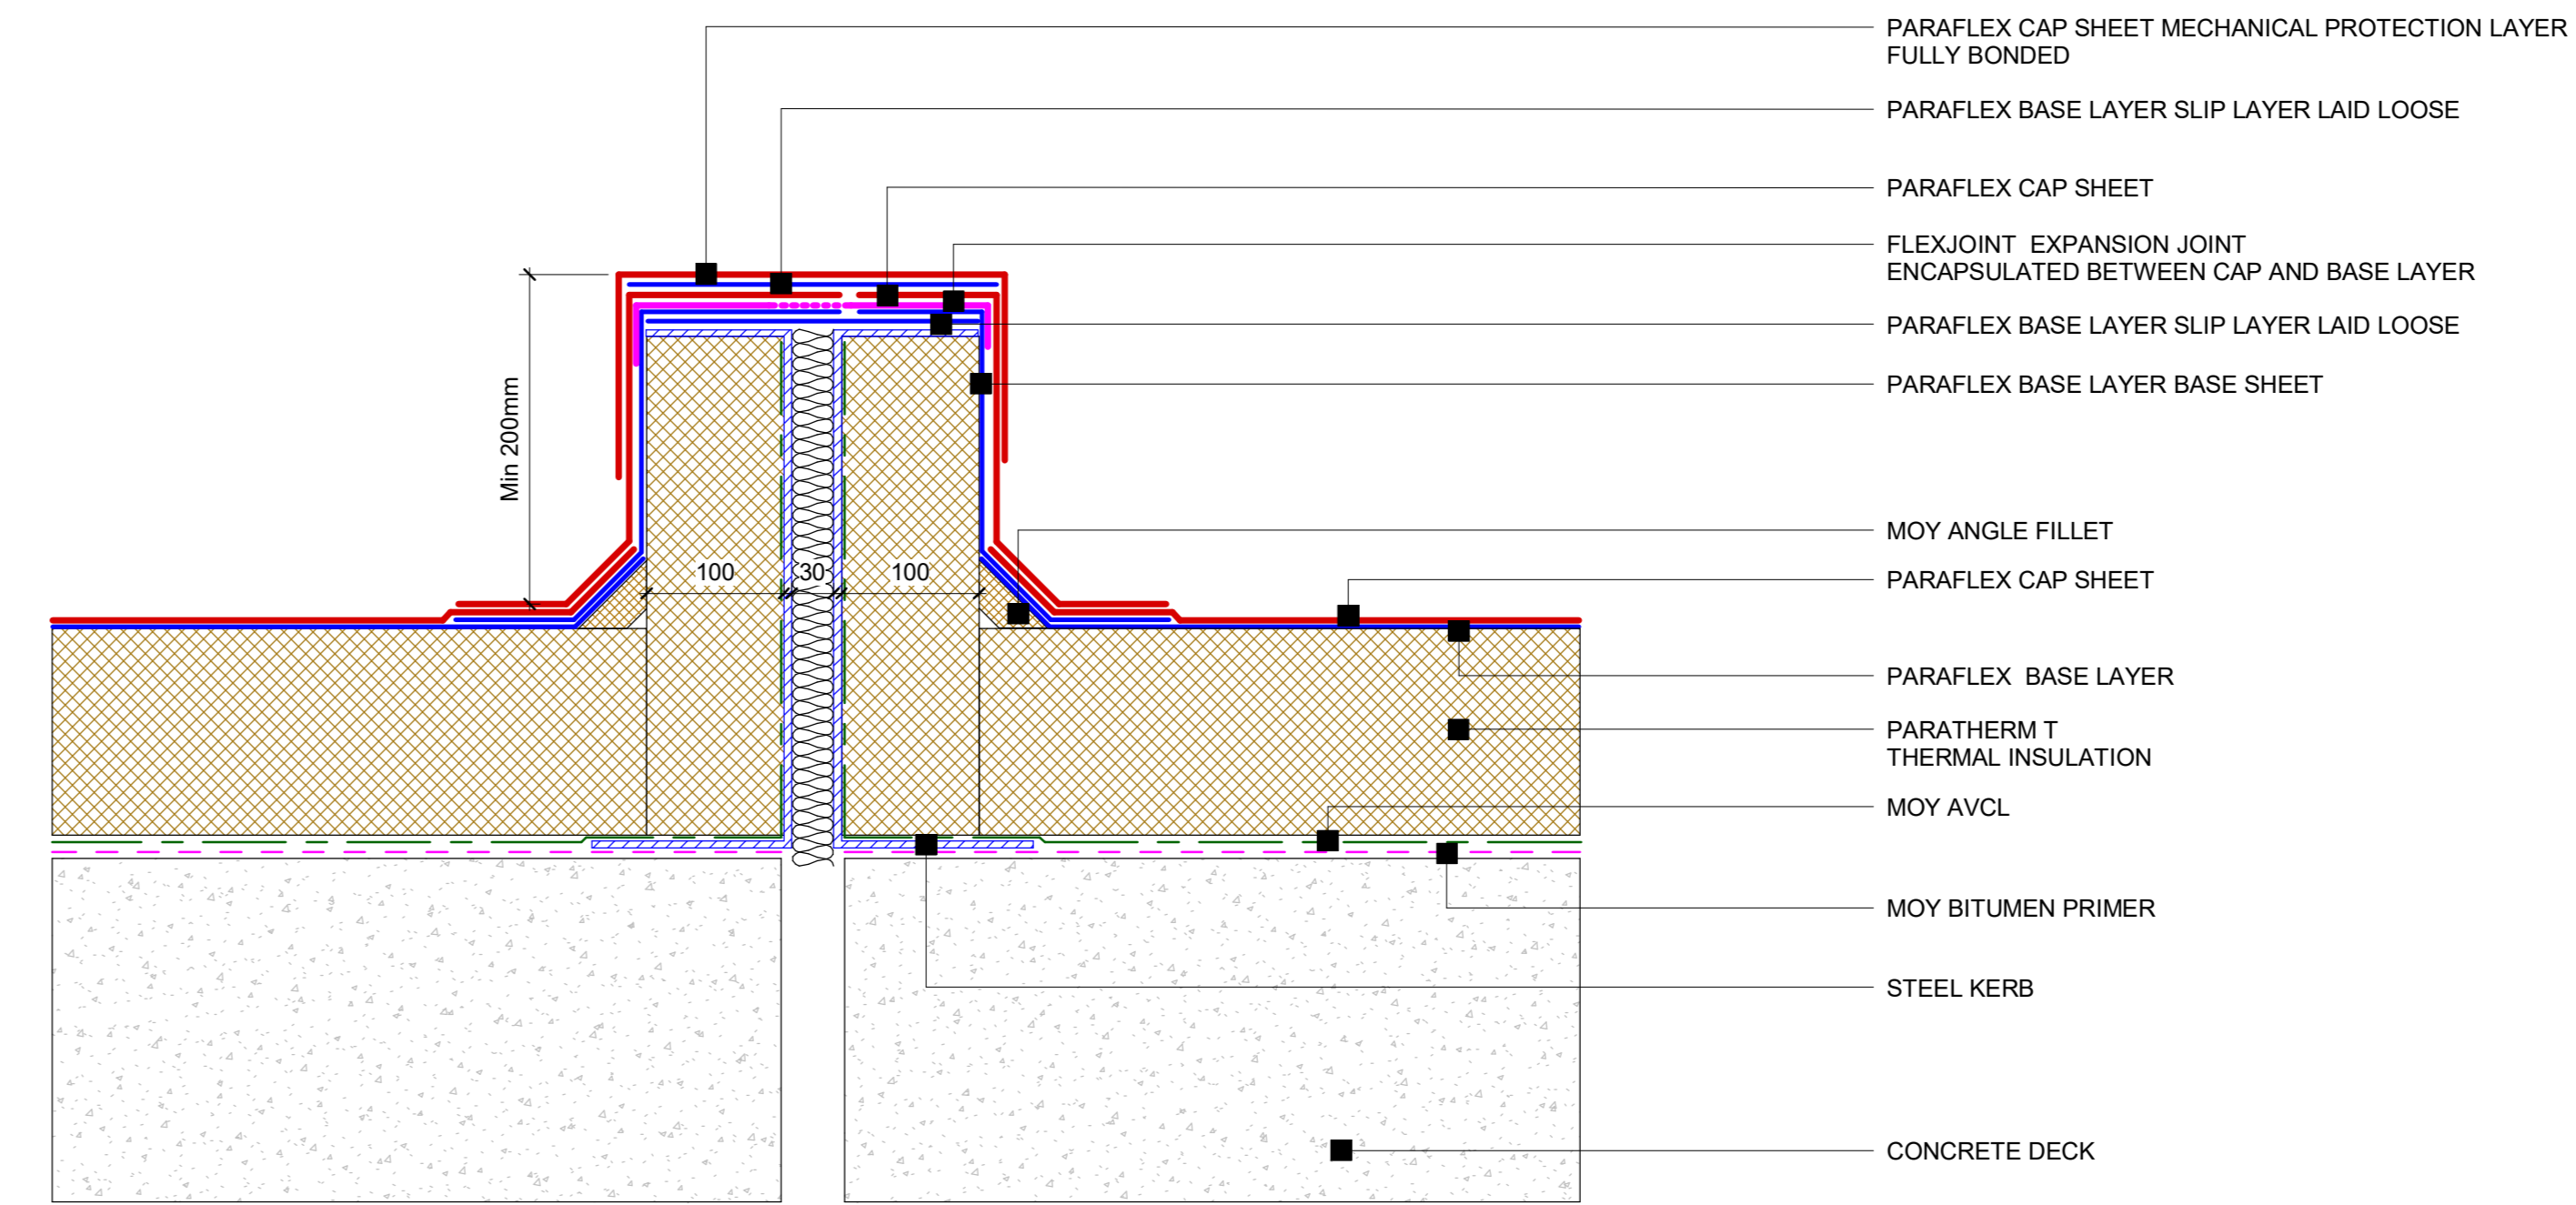 PARAFLEX CAP SHEET MECHANICAL PROTECTION LAYER
FULLY BONDED
PARAFLEX BASE LAYER SLIP LAYER LAID LOOSE
PARAFLEX CAP SHEET
FLEXJOINT  EXPANSION JOINT
ENCAPSULATED BETWEEN CAP AND BASE LAYER
PARAFLEX BASE LAYER SLIP LAYER LAID LOOSE
PARAFLEX BASE LAYER BASE SHEET
Min 200mm
MOY ANGLE FILLET
100
30
100
PARAFLEX CAP SHEET
PARAFLEX  BASE LAYER
PARATHERM T
THERMAL INSULATION
MOY AVCL
MOY BITUMEN PRIMER
STEEL KERB
CONCRETE DECK